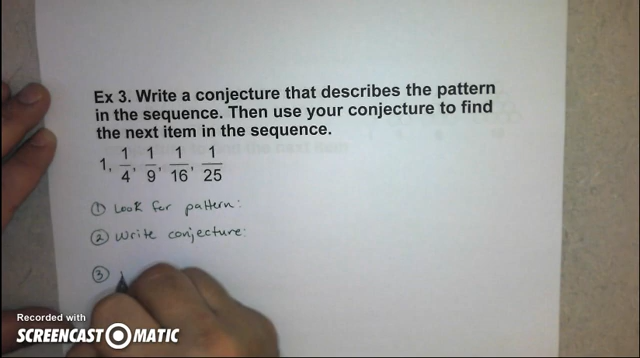 Ex 3. Write a conjecture that describes the pattern
in the sequence. Then use your conjecture to find
the next item in the sequence.
1, 1/4, 1/9, 1/16, 1/25
① Look for pattern:
② Write conjecture:
③
Recorded with
SCREENCAST-O-MATIC